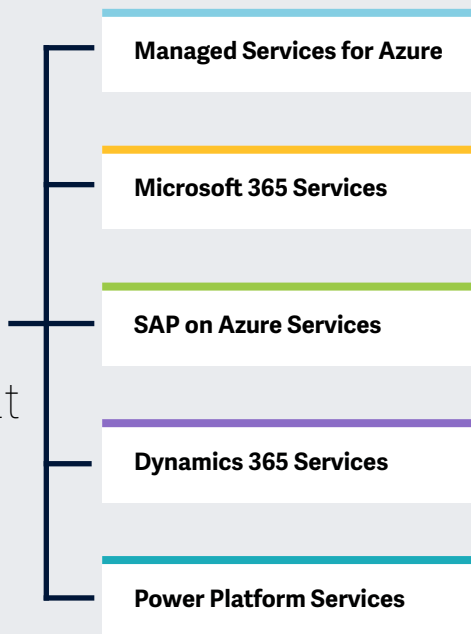 Managed Services for Azure
Microsoft 365 Services
SAP on Azure Services
Dynamics 365 Services
Power Platform Services